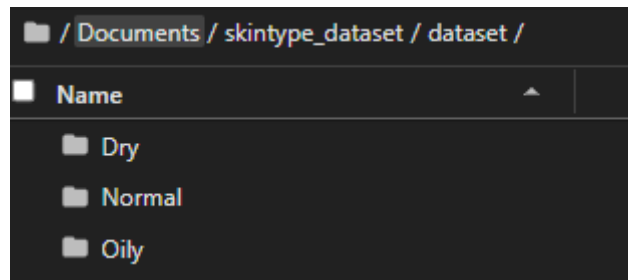 / Documents / skintype_dataset / dataset /
Name
Dry
Normal
Oily